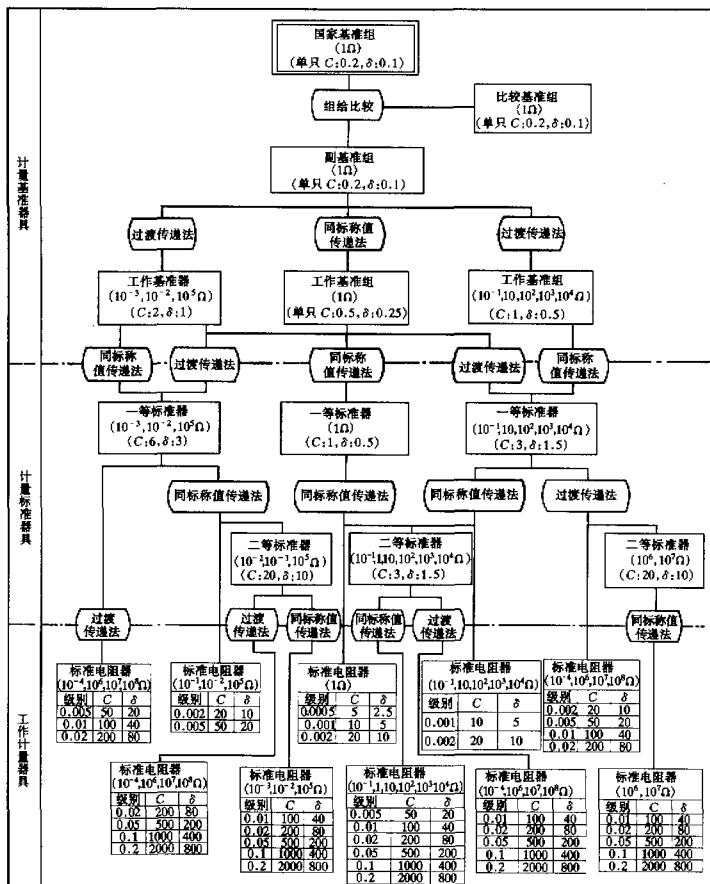 国家基准组
(1Ω)
(单只 C:0.2,δ:0.1)
组给比较
比较基准组
(1Ω)
(单只 C:0.2,δ:0.1)
副基准组
(1Ω)
(单只 C:0.2,δ:0.1)
计量基准器具
过渡传递法
同标称值
传递法
过渡传递法
工作基准器
(10⁻³,10⁻²,10⁵Ω)
(C:2,δ:1)
工作基准组
(1Ω)
(单只 C:0.5,δ:0.25)
工作基准组
(10⁻¹,10,10²,10³,10⁴Ω)
(C:1,δ:0.5)
同标称
值传递法
过渡传递法
同标称
值传递法
过渡传递法
同标称
值传递法
一等标准器
(10⁻³,10⁻²,10⁵Ω)
(C:6,δ:3)
一等标准器
(1Ω)
(C:1,δ:0.5)
一等标准器
(10⁻¹,10,10²,10³,10⁴Ω)
(C:3,δ:1.5)
计量标准器具
同标称值传递法
同标称值传递法
同标称值传递法
过渡传递法
二等标准器
(10⁻²,10⁻³,10⁵Ω)
(C:20,δ:10)
二等标准器
(10⁻¹,1,10,10²,10³,10⁴Ω)
(C:3,δ:1.5)
二等标准器
(10⁶,10⁷Ω)
(C:20,δ:10)
过渡
传递法
过渡
传递法
同标称
值传递法
同标称
值传递法
过渡
传递法
同标称
值传递法
工作计量器具
标准电阻器
(10⁻⁴,10⁶,10⁷,10⁸Ω)
级别 C δ
0.005 50 20
0.01 100 40
0.02 200 80
标准电阻器
(10⁻³,10⁻²,10⁵Ω)
0.002 20 10
0.005 50 20
标准电阻器
(1Ω)
级别 C δ
0.0005 5 2.5
0.001 10 5
0.002 20 10
标准电阻器
(10⁻¹,10,10²,10³,10⁴Ω)
级别 C δ
0.001 10 5
0.002 20 10
标准电阻器
(10⁻⁴,10⁶,10⁷,10⁸Ω)
级别 C δ
0.002 20 10
0.005 50 20
0.01 100 40
0.02 200 80
标准电阻器
(10⁻⁴,10⁶,10⁷,10⁸Ω)
级别 C δ
0.02 200 80
0.05 500 200
0.1 1000 400
0.2 2000 800
标准电阻器
(10⁻³,10⁻²,10⁵Ω)
级别 C δ
0.01 100 40
0.02 200 80
0.05 500 200
0.1 1000 400
0.2 2000 800
标准电阻器
(10⁻¹,1,10,10²,10³10⁴Ω)
级别 C δ
0.005 50 20
0.01 100 40
0.02 200 80
0.05 500 200
0.1 1000 400
0.2 2000 800
标准电阻器
(10⁻⁴,10⁶,10⁷,10⁸Ω)
级别 C δ
0.01 100 40
0.02 200 80
0.05 500 200
0.1 1000 400
0.2 2000 800
标准电阻器
(10⁶,10⁷Ω)
级别 C δ
0.01 100 40
0.02 200 80
0.05 500 200
0.1 1000 400
0.2 2000 800